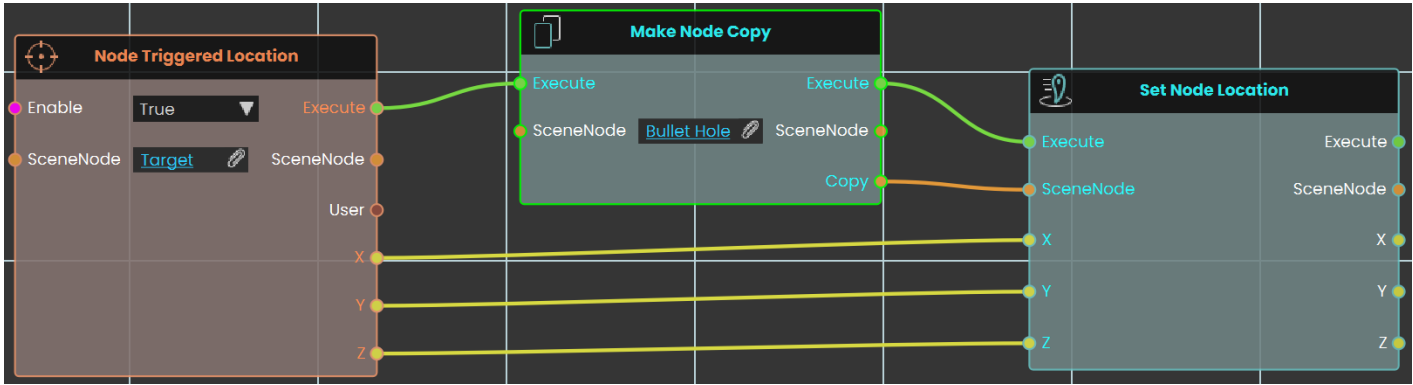 Node Triggered Location
Enable True Execute
SceneNode Target SceneNode
User
X
Y
Z
Make Node Copy
Execute Execute
SceneNode Bullet Hole SceneNode
Copy
Set Node Location
Execute Execute
SceneNode SceneNode
X X
Y Y
Z Z